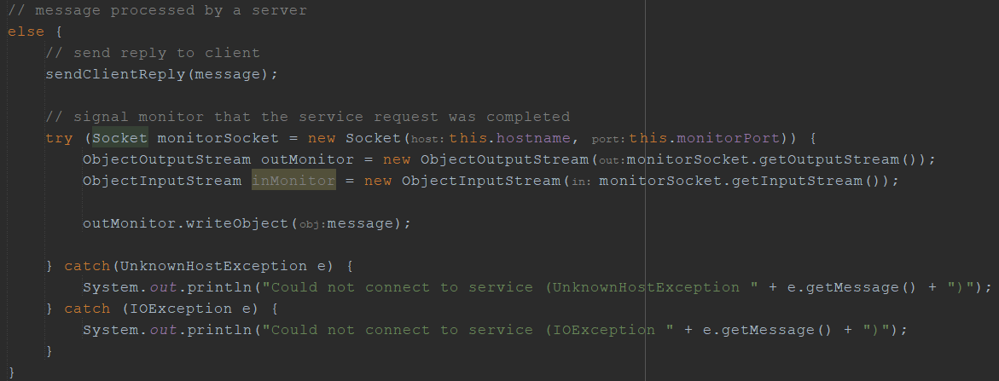 // message processed by a server
else {
// send reply to client
sendClientReply(message);
// signal monitor that the service request was completed
try (Socket monitorSocket = new Socket(host: this.hostname, port: this.monitorPort)) {
ObjectOutputStream outMonitor = new ObjectOutputStream(out: monitorSocket.getOutputStream());
ObjectInputStream inMonitor = new ObjectInputStream(in: monitorSocket.getInputStream());
outMonitor.writeObject(obj: message);
} catch(UnknownHostException e) {
System.out.println("Could not connect to service (UnknownHostException " + e.getMessage() + ")");
} catch (IOException e) {
System.out.println("Could not connect to service (IOException " + e.getMessage() + ")");
}
}